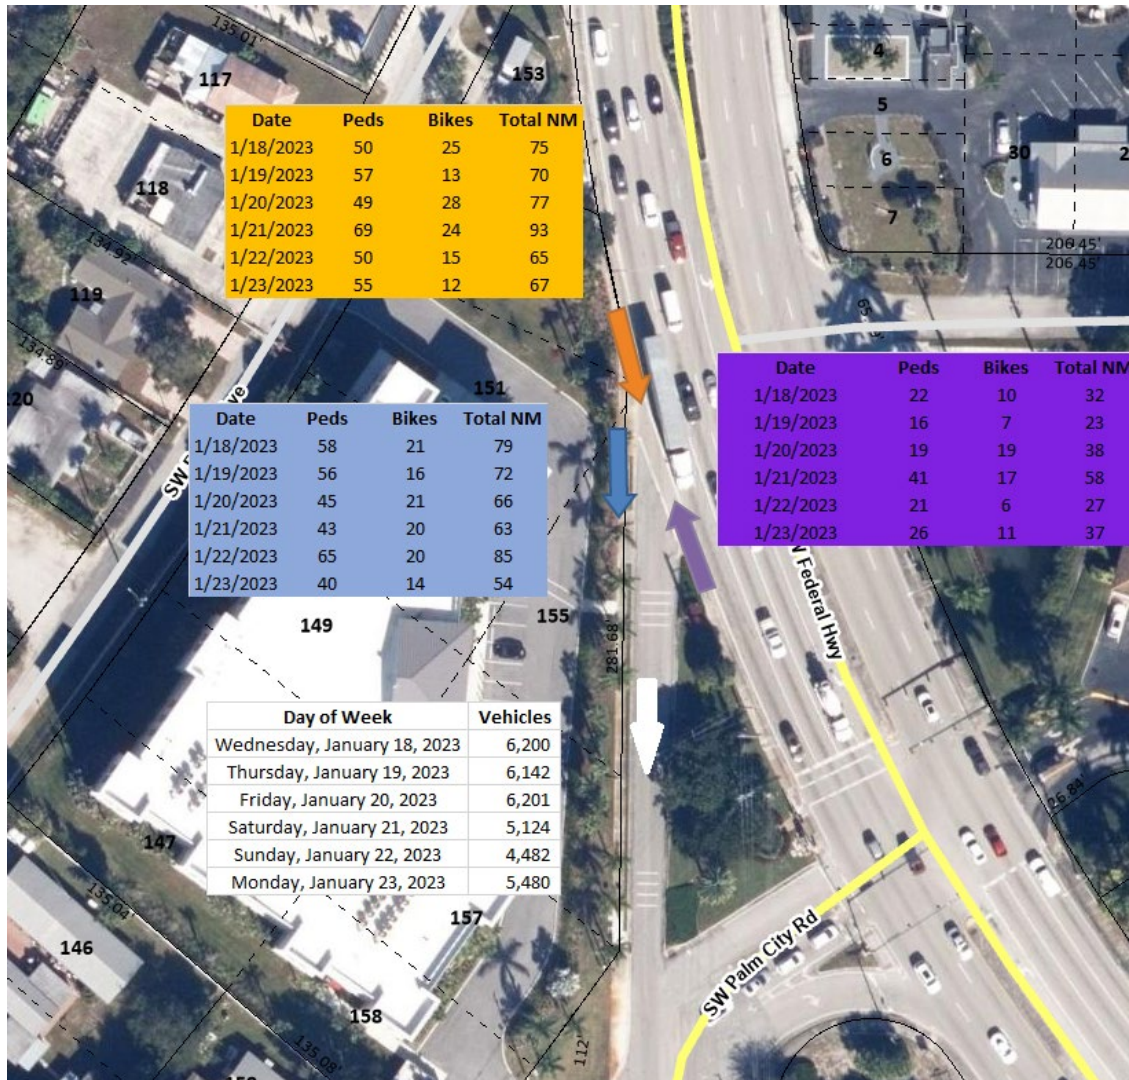 135.01'
117
153
4
5
6
7
30
2
118
134.92'
206.45'
206.45'
Date Peds Bikes Total NM
1/18/2023 50 25 75
1/19/2023 57 13 70
1/20/2023 49 28 77
1/21/2023 69 24 93
1/22/2023 50 15 65
1/23/2023 55 12 67
119
134.89'
120
151
Date Peds Bikes Total NM
1/18/2023 22 10 32
1/19/2023 16 7 23
1/20/2023 19 19 38
1/21/2023 41 17 58
1/22/2023 21 6 27
1/23/2023 26 11 37
Date Peds Bikes Total NM
1/18/2023 58 21 79
1/19/2023 56 16 72
1/20/2023 45 21 66
1/21/2023 43 20 63
1/22/2023 65 20 85
1/23/2023 40 14 54
SW
149
155
281.68'
Federal Hwy
Day of Week Vehicles
Wednesday, January 18, 2023 6,200
Thursday, January 19, 2023 6,142
Friday, January 20, 2023 6,201
Saturday, January 21, 2023 5,124
Sunday, January 22, 2023 4,482
Monday, January 23, 2023 5,480
26.84'
147
135.04'
157
146
SW Palm City Rd
158
135.08'
112'